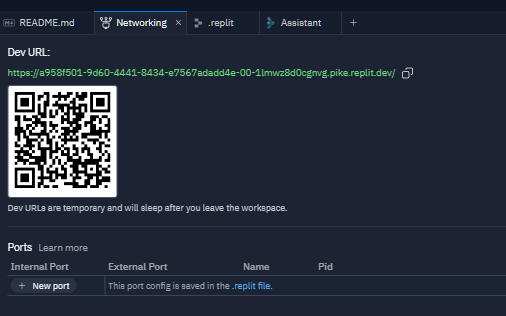 README.md Networking × .replit Assistant +
Dev URL:
https://a958f501-9d60-4441-8434-e7567adadd4e-00-1lmwz8d0cgnvg.pike.replit.dev/
Dev URLs are temporary and will sleep after you leave the workspace.
Ports Learn more
Internal Port External Port Name Pid
+ New port This port config is saved in the .replit file.